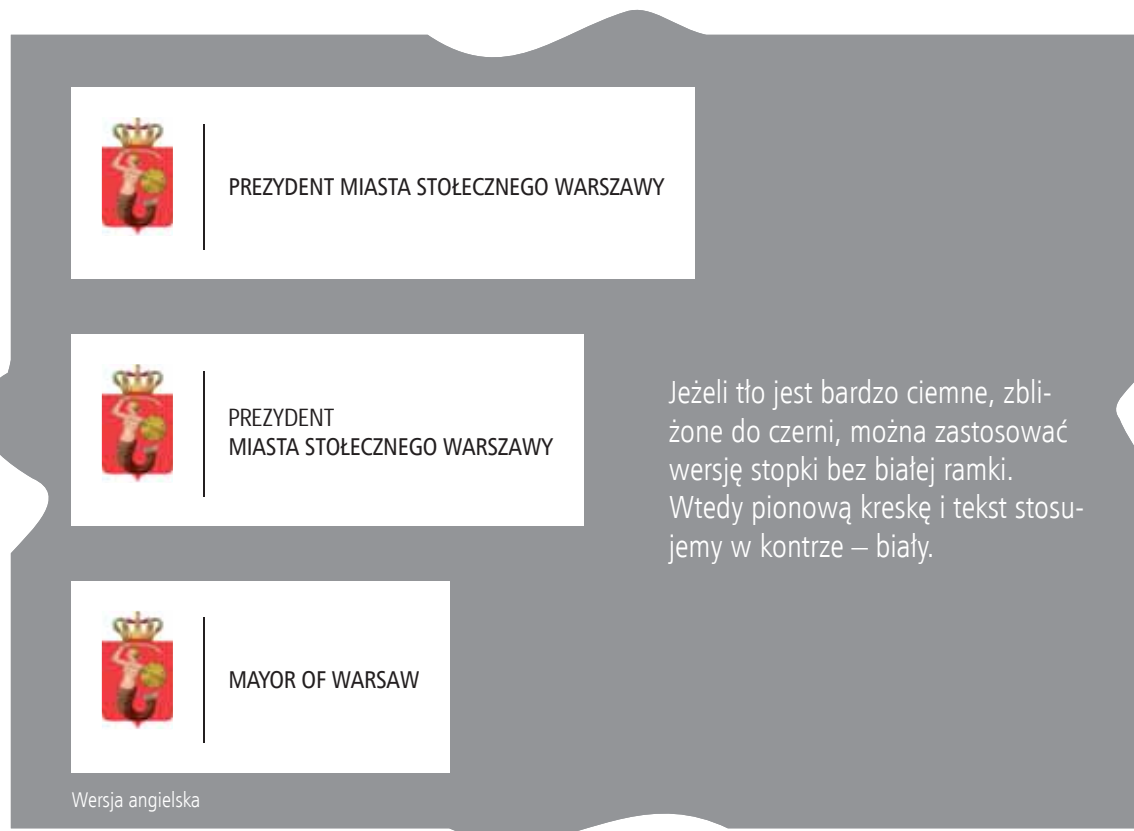 PREZYDENT MIASTA STOŁECZNEGO WARSZAWY
PREZYDENT
MIASTA STOŁECZNEGO WARSZAWY
Jeżeli tło jest bardzo ciemne, zbli-
żone do czerni, można zastosować
wersję stopki bez białej ramki.
Wtedy pionową kreskę i tekst stosu-
jemy w kontrze – biały.
MAYOR OF WARSAW
Wersja angielska